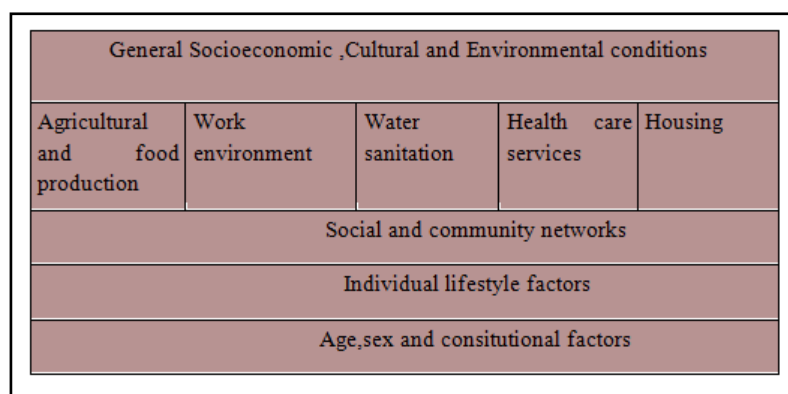 General Socioeconomic ,Cultural and Environmental conditions
Agricultural and food production
Work environment
Water sanitation
Health care services
Housing
Social and community networks
Individual lifestyle factors
Age,sex and consitutional factors